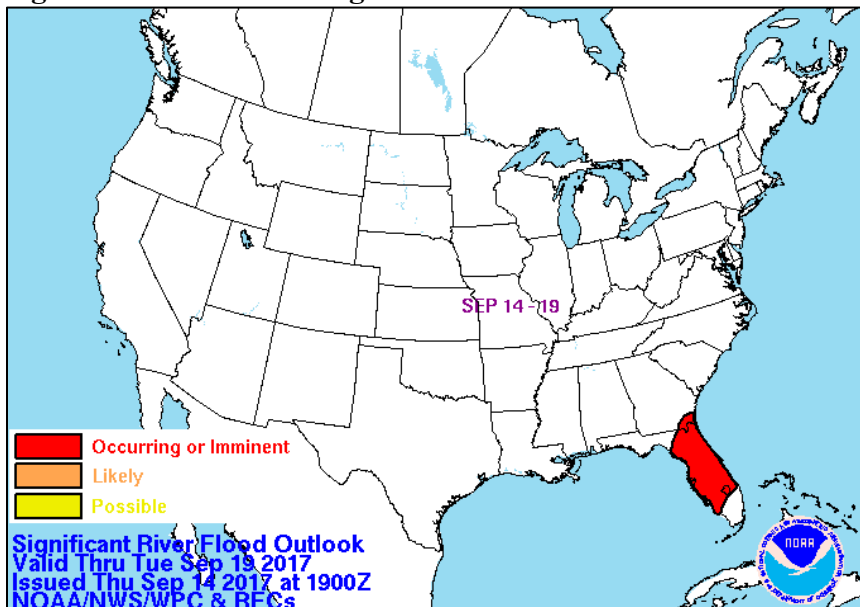 SEP 14 - 19
Occurring or Imminent
Likely
Possible
Significant River Flood Outlook
Valid Thru Tue Sep 19 2017
Issued Thu Sep 14 2017 at 1900Z
NOAA/NWS/WPC & RFCs
NOAA